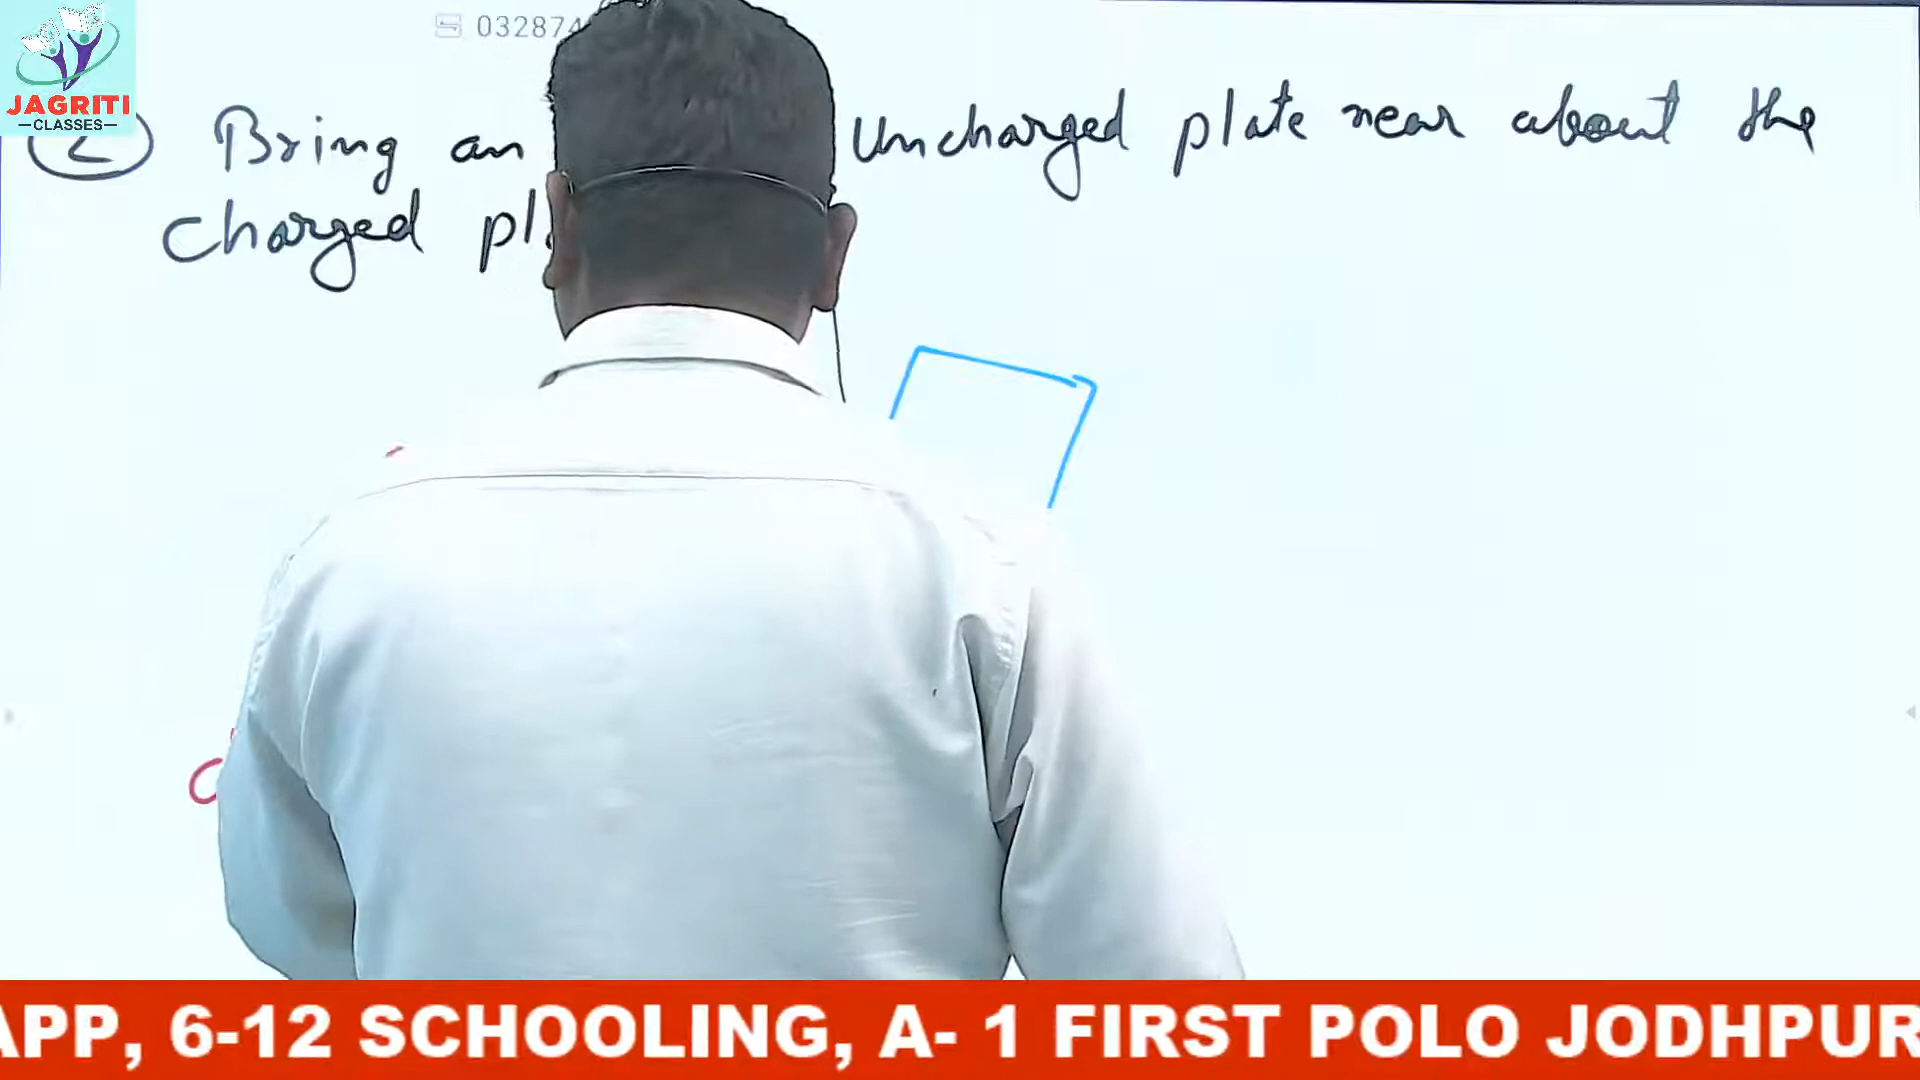 032874
JAGRITI
—CLASSES—
2 Bring an Uncharged plate near about the
Charged
APP, 6-12 SCHOOLING, A- 1 FIRST POLO JODHPUR